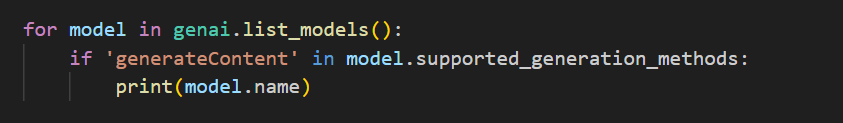 for model in genai.list_models():
    if 'generateContent' in model.supported_generation_methods:
        print(model.name)